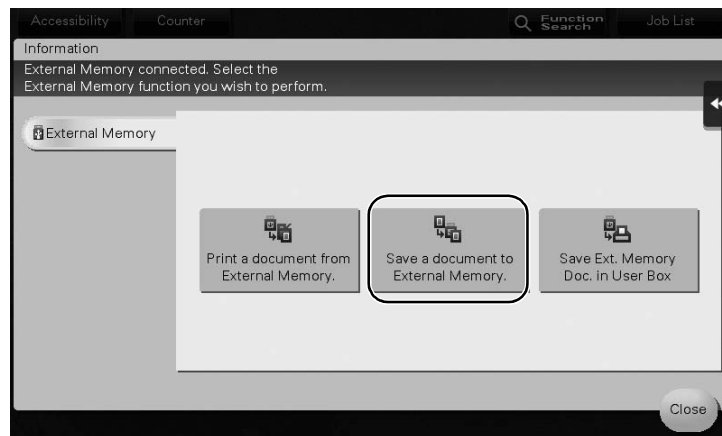 Accessibility Counter Function Search Job List
Information
External Memory connected. Select the
External Memory function you wish to perform.
External Memory
Print a document from
External Memory.
Save a document to
External Memory.
Save Ext. Memory
Doc. in User Box
Close